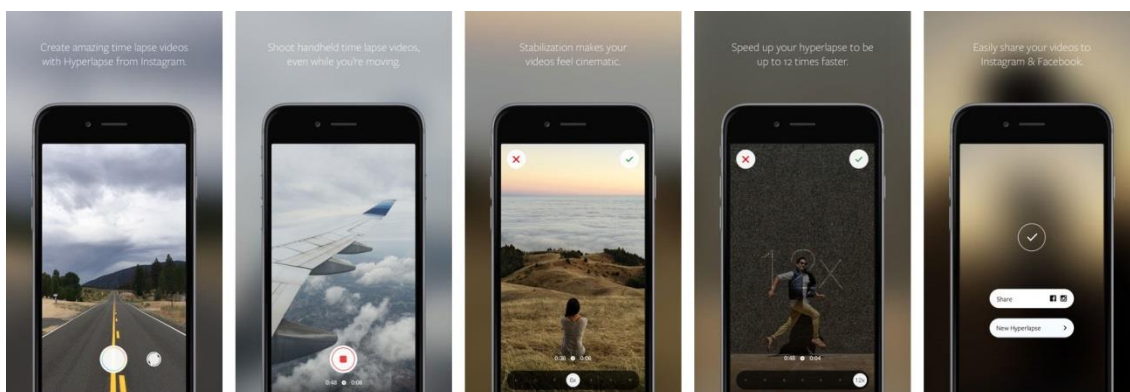 Create amazing time lapse videos
with Hyperlapse from Instagram.
Shoot handheld time lapse videos,
even while you're moving.
0:48 0:08
Stabilization makes your
videos feel cinematic.
0:38 0:06
6x
Speed up your hyperlapse to be
up to 12 times faster.
12x
0:48 0:04
12x
Easily share your videos to
Instagram & Facebook.
Share
New Hyperlapse